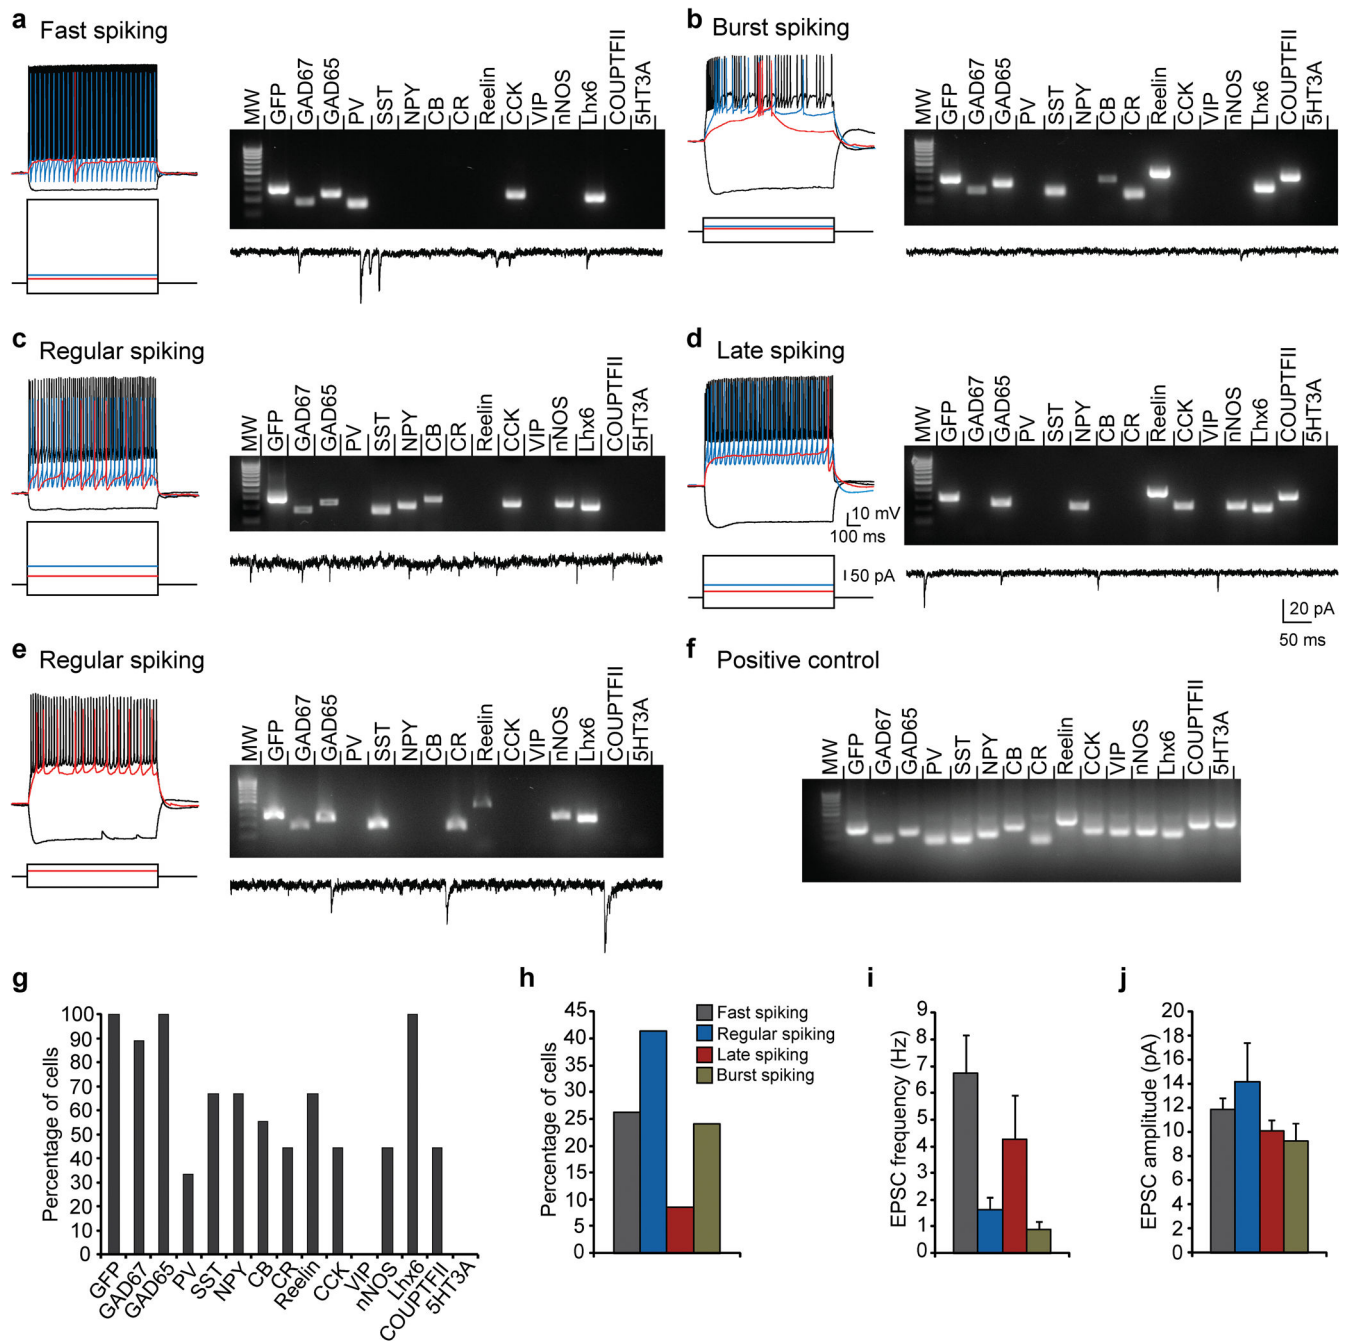 a Fast spiking
MW GFP GAD67 GAD65 PV SST NPY CB CR Reelin CCK VIP nNOS Lhx6 COUPTFII 5HT3A
b Burst spiking
MW GFP GAD67 GAD65 PV SST NPY CB CR Reelin CCK VIP nNOS Lhx6 COUPTFII 5HT3A
c Regular spiking
MW GFP GAD67 GAD65 PV SST NPY CB CR Reelin CCK VIP nNOS Lhx6 COUPTFII 5HT3A
d Late spiking
MW GFP GAD67 GAD65 PV SST NPY CB CR Reelin CCK VIP nNOS Lhx6 COUPTFII 5HT3A
10 mV
100 ms
50 pA
20 pA
50 ms
e Regular spiking
MW GFP GAD67 GAD65 PV SST NPY CB CR Reelin CCK VIP nNOS Lhx6 COUPTFII 5HT3A
f Positive control
MW GFP GAD67 GAD65 PV SST NPY CB CR Reelin CCK VIP nNOS Lhx6 COUPTFII 5HT3A
g
Percentage of cells
100
90
80
70
60
50
40
30
20
10
0
GFP GAD67 GAD65 PV SST NPY CB CR Reelin CCK VIP nNOS Lhx6 COUPTFII 5HT3A
h
Percentage of cells
45
40
35
30
25
20
15
10
5
0
Fast spiking
Regular spiking
Late spiking
Burst spiking
i
EPSC frequency (Hz)
9
8
7
6
5
4
3
2
1
0
j
EPSC amplitude (pA)
20
18
16
14
12
10
8
6
4
2
0